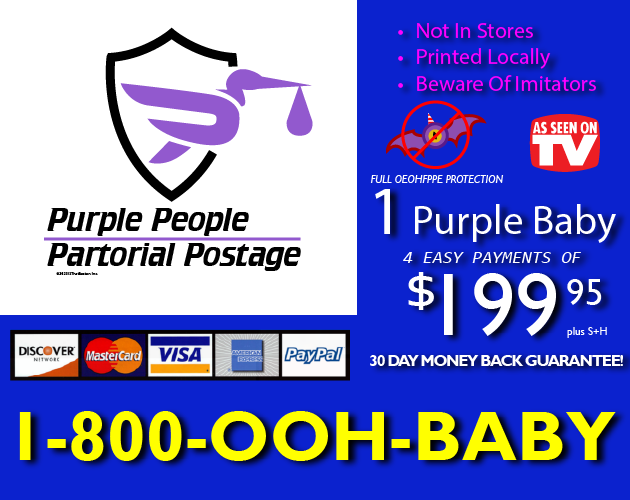 • Not In Stores
• Printed Locally
• Beware Of Imitators
AS SEEN ON
TV
FULL OEOHFPPE PROTECTION
Purple People
Partorial Postage
1 Purple Baby
4 EASY PAYMENTS OF
$199 95
plus S+H
30 DAY MONEY BACK GUARANTEE!
DISCOVER
NETWORK
MasterCard
VISA
AMERICAN EXPRESS
PayPal
1-800-OOH-BABY